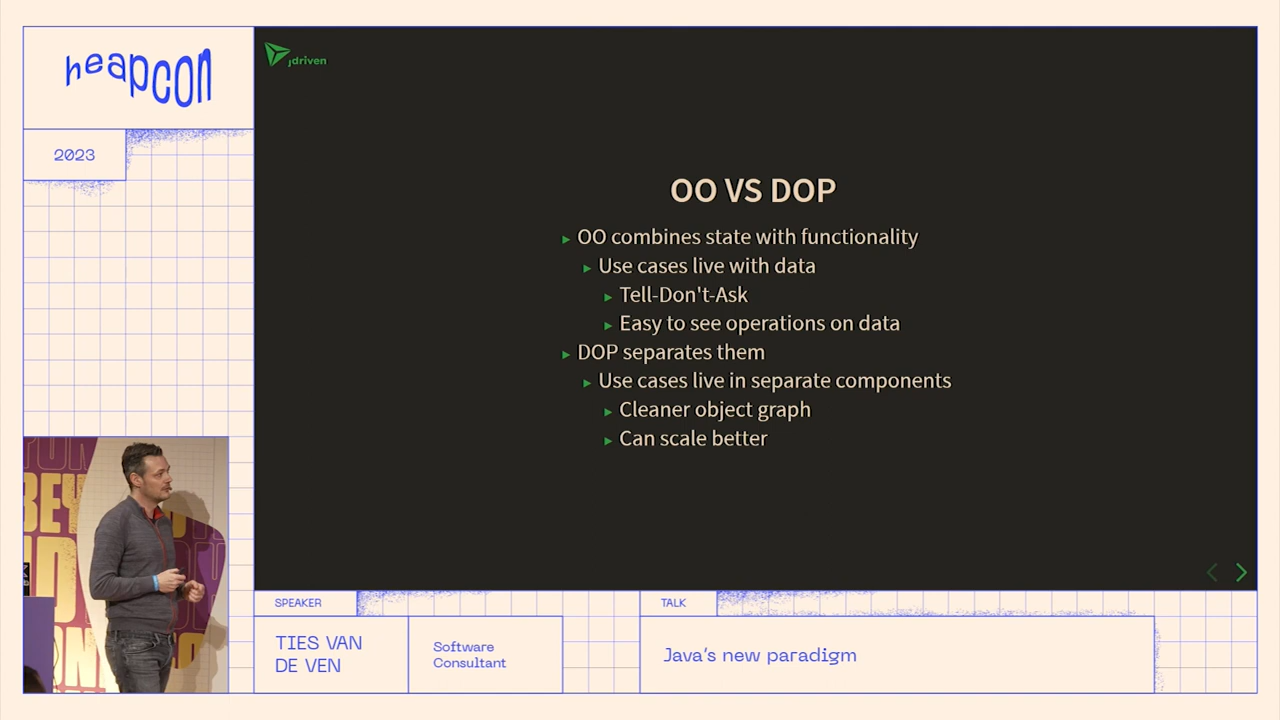 heapcon
2023
jdriven
OO VS DOP
OO combines state with functionality
Use cases live with data
Tell-Don't-Ask
Easy to see operations on data
DOP separates them
Use cases live in separate components
Cleaner object graph
Can scale better
BEY
SPEAKER
TIES VAN
DE VEN
Software
Consultant
TALK
Java's new paradigm